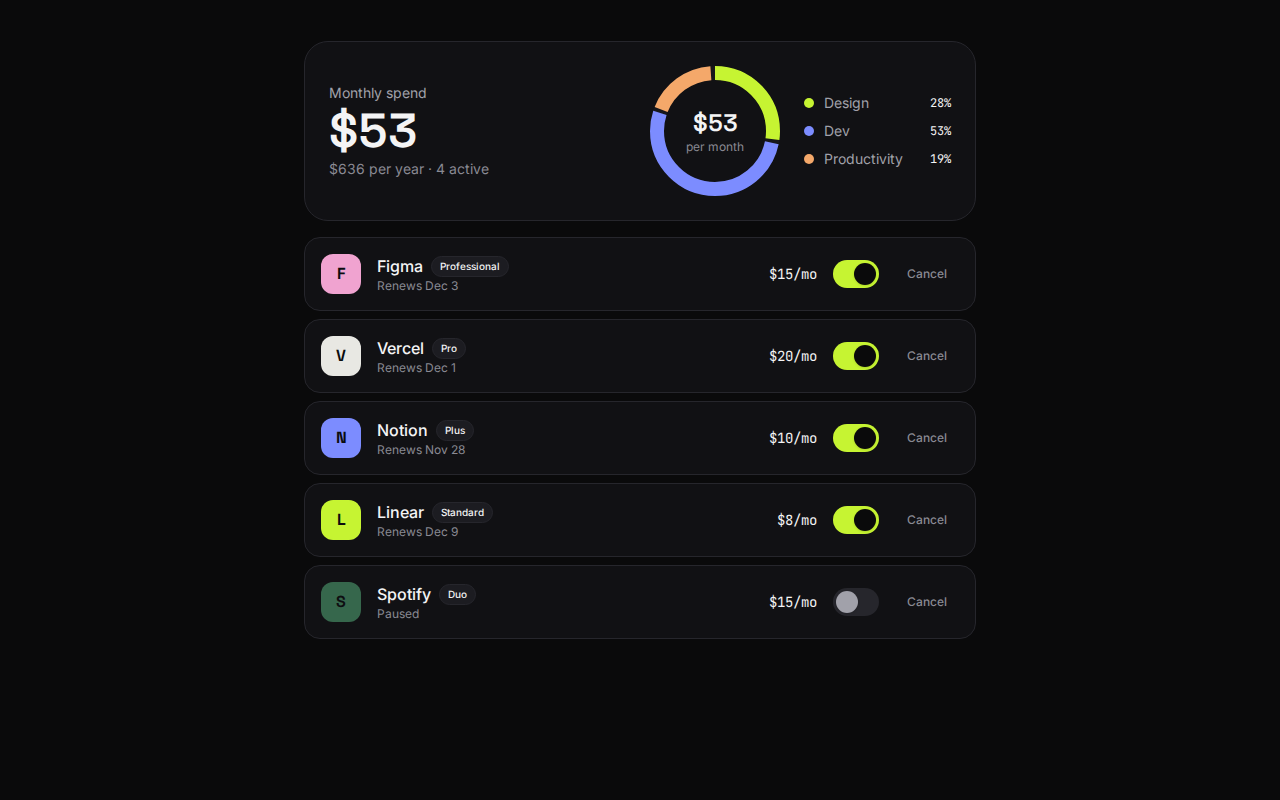 Monthly spend
$53
$636 per year · 4 active
$53
per month
Design 28%
Dev 53%
Productivity 19%
F Figma Professional $15/mo Cancel
Renews Dec 3
V Vercel Pro $20/mo Cancel
Renews Dec 1
N Notion Plus $10/mo Cancel
Renews Nov 28
L Linear Standard $8/mo Cancel
Renews Dec 9
S Spotify Duo $15/mo Cancel
Paused